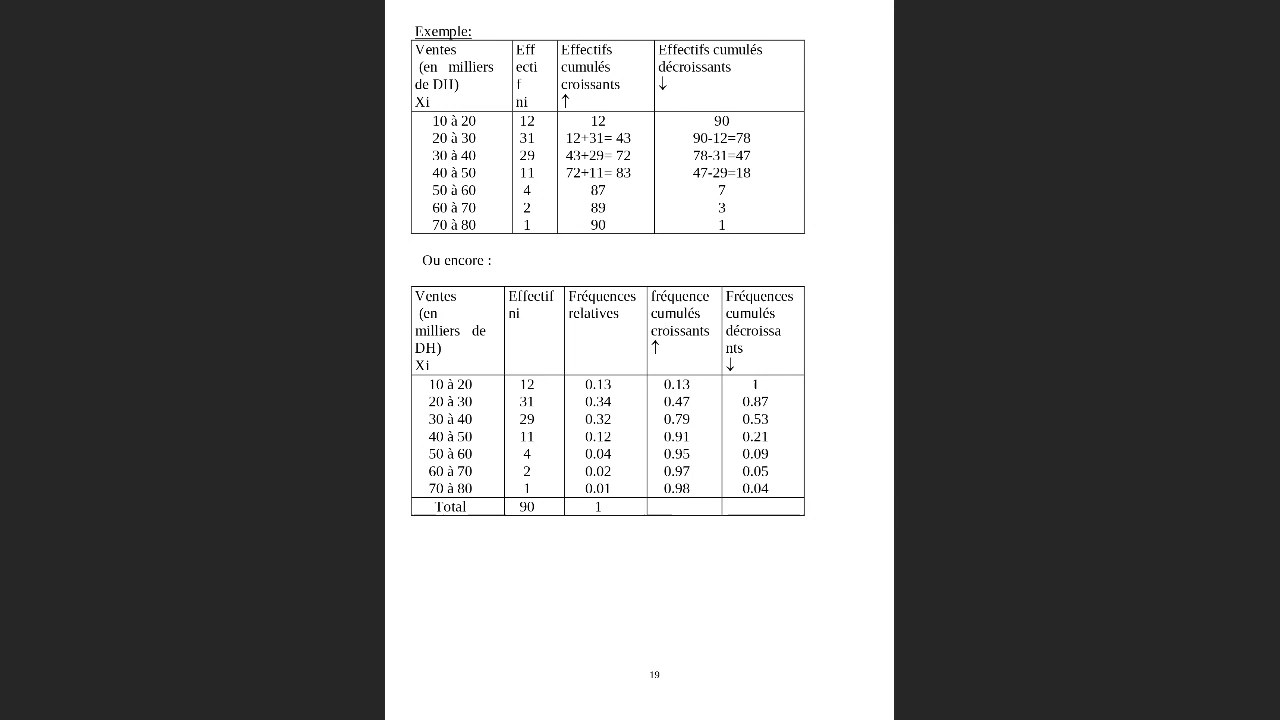 Exemple:
Ventes (en milliers de DH) Xi | Eff ecti f ni | Effectifs cumulés croissants ↑ | Effectifs cumulés décroissants ↓
10 à 20 12 12 90
20 à 30 31 12+31= 43 90-12=78
30 à 40 29 43+29= 72 78-31=47
40 à 50 11 72+11= 83 47-29=18
50 à 60 4 87 7
60 à 70 2 89 3
70 à 80 1 90 1
Ou encore :
Ventes (en milliers de DH) Xi | Effectif ni | Fréquences relatives | fréquence cumulés croissants ↑ | Fréquences cumulés décroissa nts ↓
10 à 20 12 0.13 0.13 1
20 à 30 31 0.34 0.47 0.87
30 à 40 29 0.32 0.79 0.53
40 à 50 11 0.12 0.91 0.21
50 à 60 4 0.04 0.95 0.09
60 à 70 2 0.02 0.97 0.05
70 à 80 1 0.01 0.98 0.04
Total 90 1
19